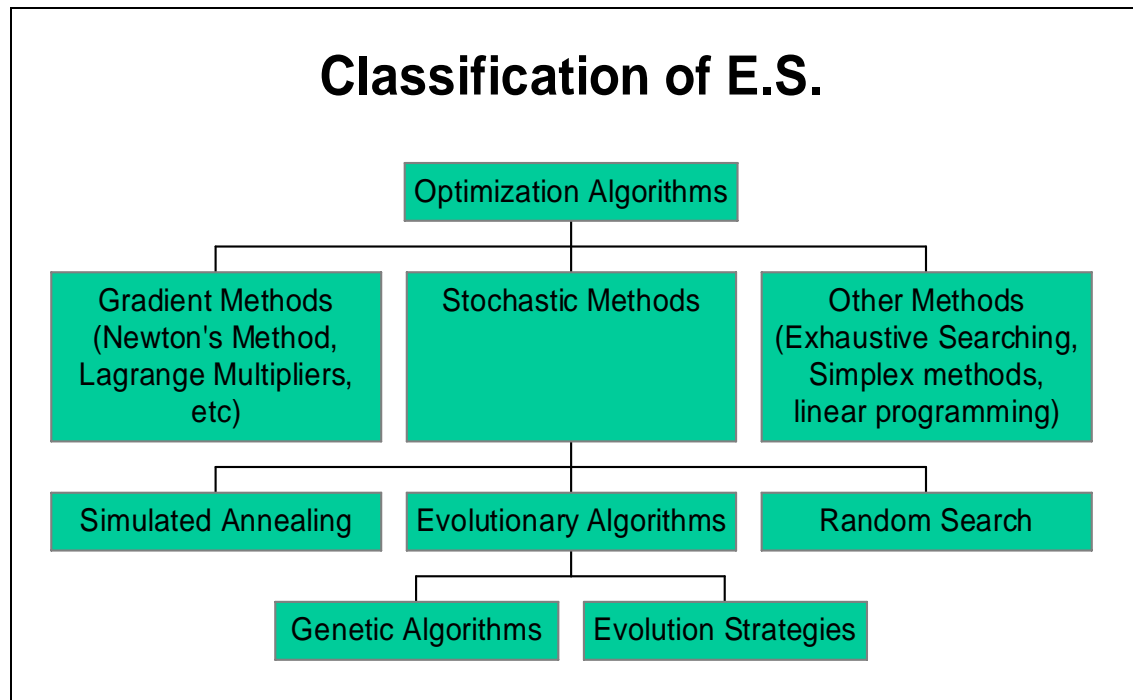 Classification of E.S.
Optimization Algorithms
Gradient Methods
(Newton's Method,
Lagrange Multipliers,
etc)
Stochastic Methods
Other Methods
(Exhaustive Searching,
Simplex methods,
linear programming)
Simulated Annealing
Evolutionary Algorithms
Random Search
Genetic Algorithms
Evolution Strategies